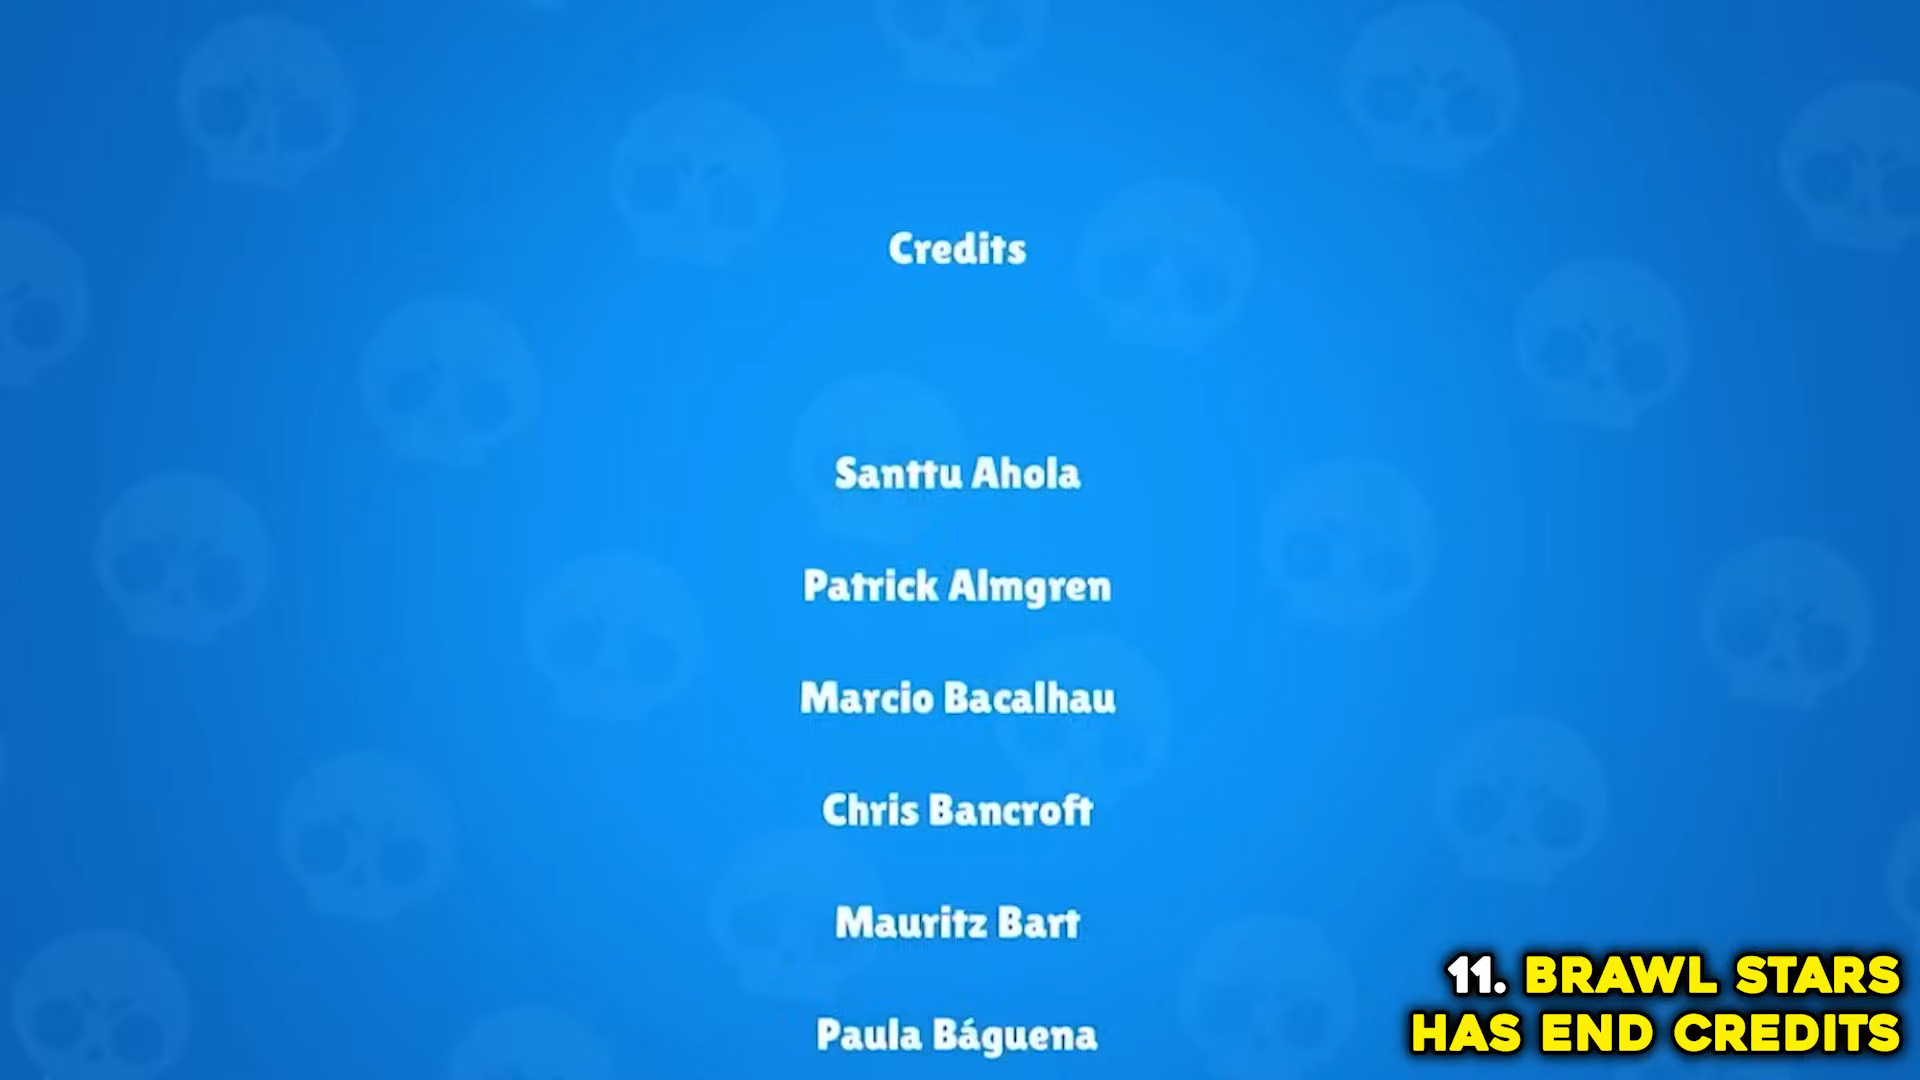 Credits
Santtu Ahola
Patrick Almgren
Marcio Bacalhau
Chris Bancroft
Mauritz Bart
Paula Báguena
11. BRAWL STARS
HAS END CREDITS